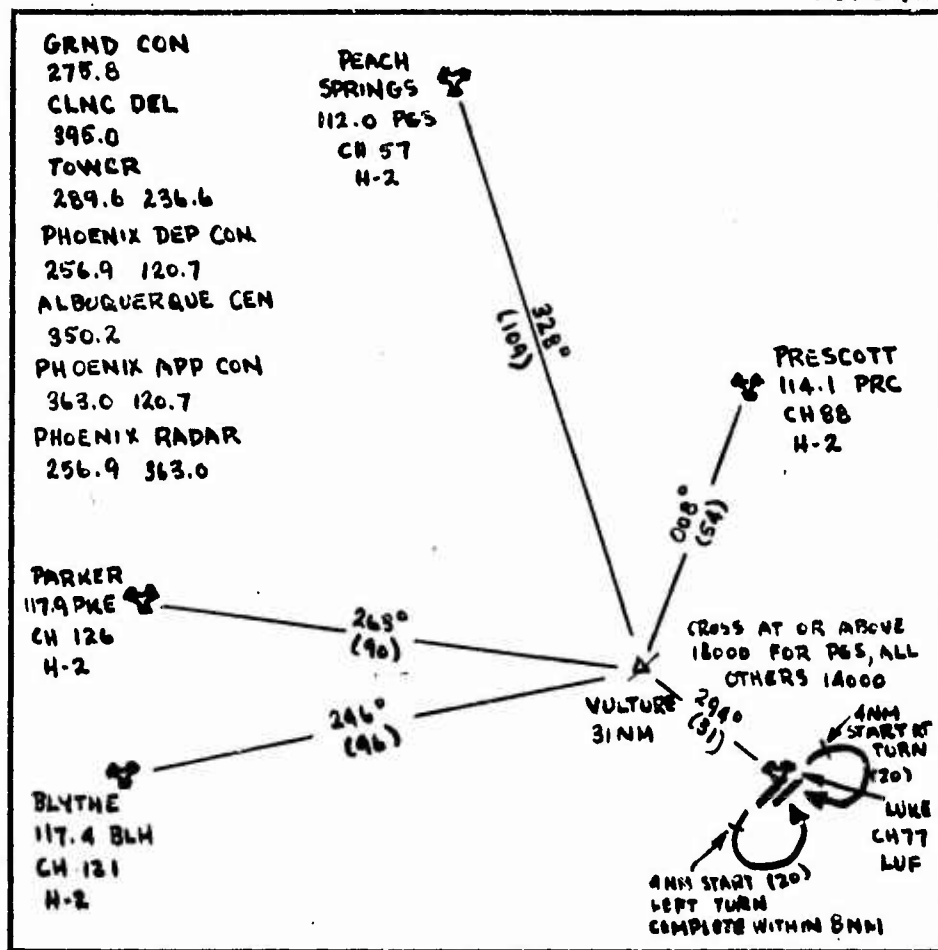 GRND CON
275.8
CLNC DEL
395.0
TOWER
289.6 236.6
PHOENIX DEP CON
256.9 120.7
ALBUQUERQUE CEN
350.2
PHOENIX APP CON
363.0 120.7
PHOENIX RADAR
256.9 363.0
PEACH
SPRINGS
112.0 PGS
CH 57
H-2
328°
(109)
PRESCOTT
114.1 PRC
CH 88
H-2
008°
(54)
PARKER
117.9 PKE
CH 126
H-2
263°
(90)
CROSS AT OR ABOVE
18000 FOR PGS, ALL
OTHERS 14000
VULTURE
31NM
294°
(31)
246°
(96)
BLYTHE
117.4 BLH
CH 121
H-2
4NM
START RT
TURN
(20)
LUKE
CH77
LUF
4NM START (20)
LEFT TURN
COMPLETE WITHIN 8NM